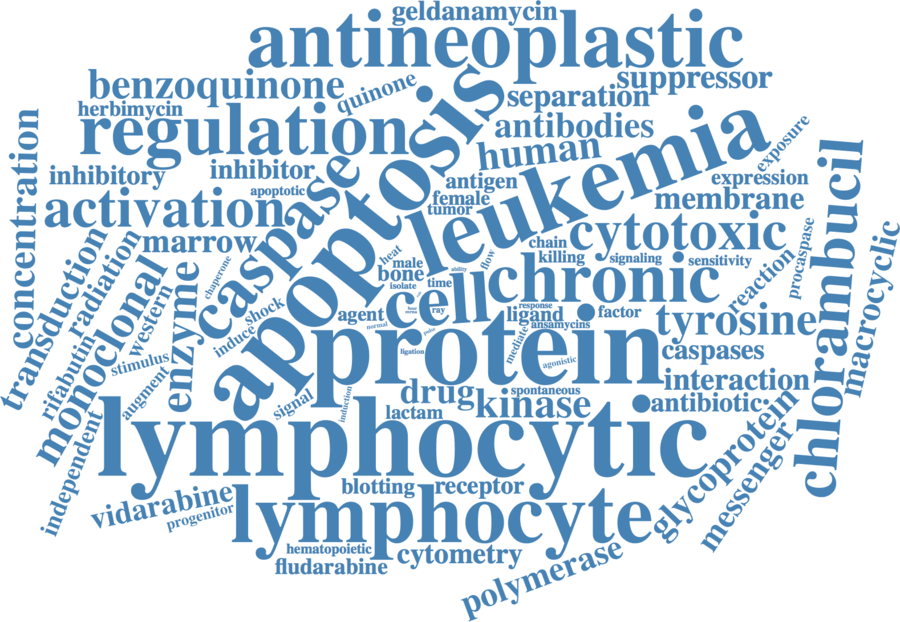 geldanamycin
antineoplastic
benzoquinone
quinone
suppressor
herbimycin
separation
regulation
antibodies
apoptosis
human
leukemia
exposure
concentration
inhibitory
inhibitor
apoptotic
caspase
antigen
expression
female
membrane
activation
tumor
chlorambucil
marrow
chain
cytotoxic
killing
signaling
sensitivity
procaspase
macrocyclic
transduction
radiation
chaperone
heat
male
bone
isolate
ability
flow
time
chronic
reaction
monoclonal
western
enzyme
shock
induce
agent
normal
cell
ray
response
ligand
factor
ansamycins
mediated
tyrosine
rifabutin
stimulus
augment
protein
ligation
agonistic
caspases
interaction
independent
signal
induction
drug
lactam
kinase
spontaneous
antibiotic
lymphocytic
glycoprotein
messenger
vidarabine
progenitor
blotting
receptor
lymphocyte
hematopoietic
cytometry
fludarabine
polymerase